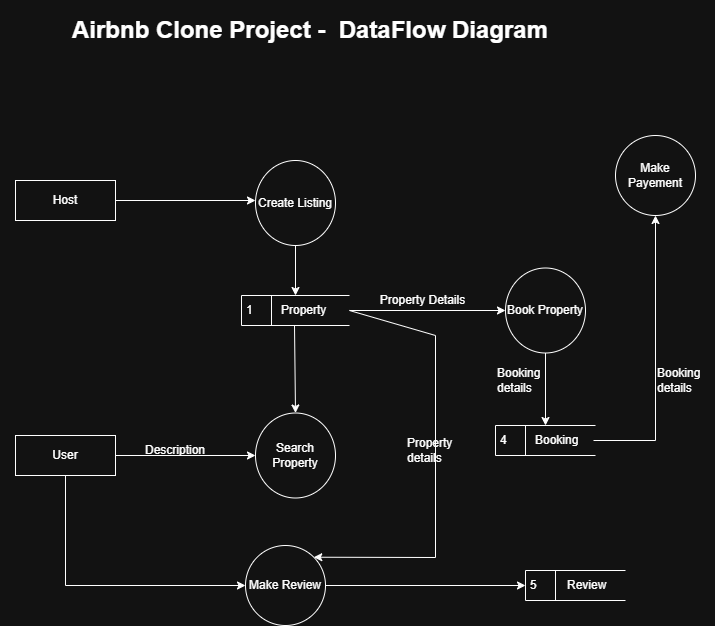 Airbnb Clone Project -  DataFlow Diagram
Make
Payement
Host
Create Listing
1
Property
Property Details
Book Property
Booking
details
Booking
details
4
Booking
User
Description
Search
Property
Property
details
Make Review
5
Review